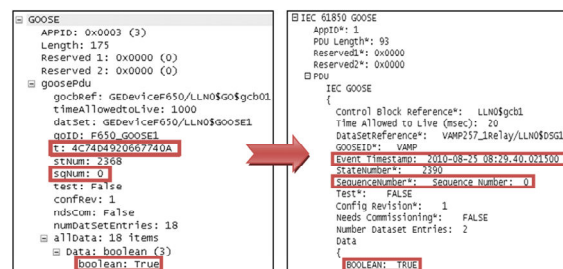 GOOSE
APPID: 0x0003 (3)
Length: 175
Reserved 1: 0x0000 (0)
Reserved 2: 0x0000 (0)
goosePdu
gocbRef: GEDeviceF650/LLN0$GO$gcb01
timeAllowedtoLive: 1000
datSet: GEDeviceF650/LLN0$GOOSE1
goID: F650_GOOSE1
t: 4C74D4920667740A
stNum: 2368
sqNum: 0
test: False
confRev: 1
ndsCom: False
numDatSetEntries: 18
allData: 18 items
Data: boolean (3)
boolean: True
IEC 61850 GOOSE
AppID*: 1
PDU Length*: 93
Reserved1*: 0x0000
Reserved2*: 0x0000
PDU
IEC GOOSE
{
Control Block Reference*: LLN0$gcb1
Time Allowed to Live (msec): 20
DataSetReference*: VAMP257_1Relay/LLN0$DSG1
GOOSEID*: VAMP
Event Timestamp: 2010-08-25 08:29.40.021500
StateNumber*: 2390
SequenceNumber*: Sequence Number: 0
Test*: FALSE
Config Revision*: 1
Needs Commissioning*: FALSE
Number Dataset Entries: 2
Data
{
BOOLEAN: TRUE